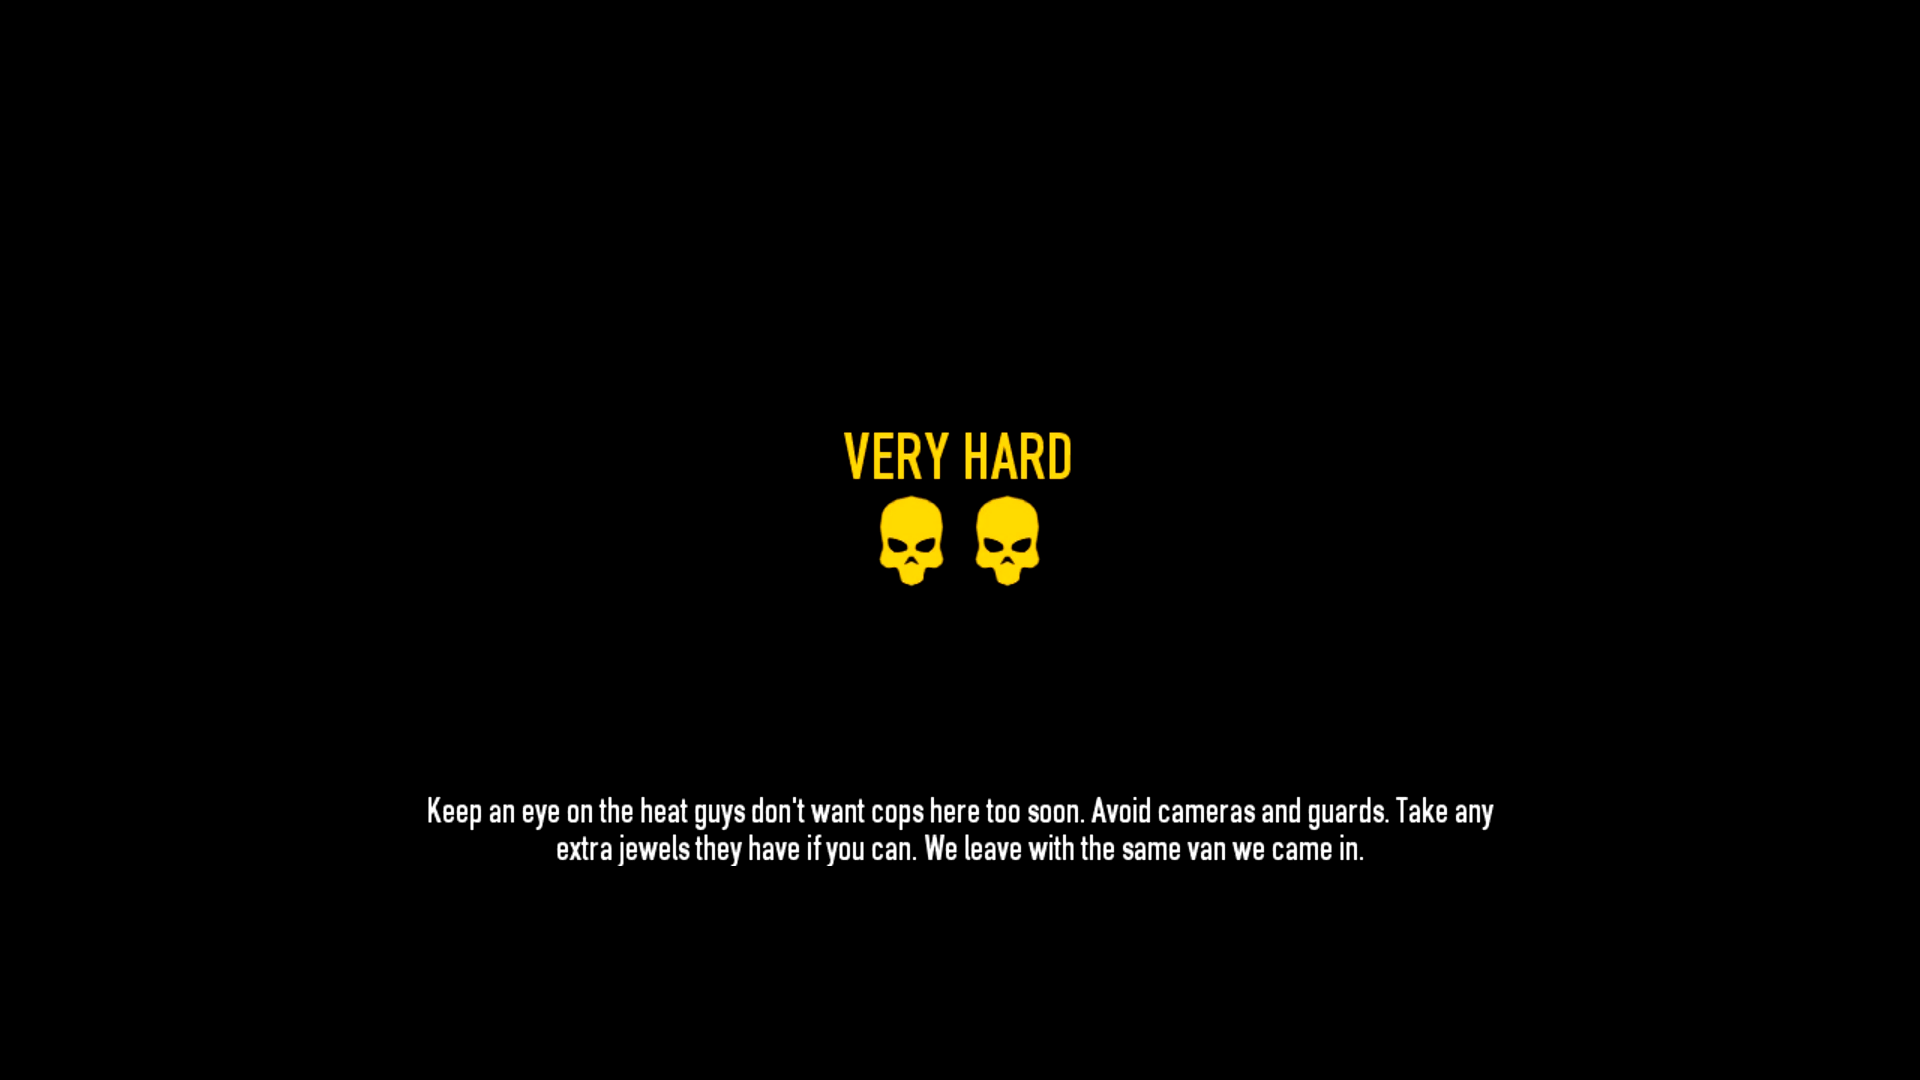 VERY HARD
Keep an eye on the heat guys don't want cops here too soon. Avoid cameras and guards. Take any
extra jewels they have if you can. We leave with the same van we came in.